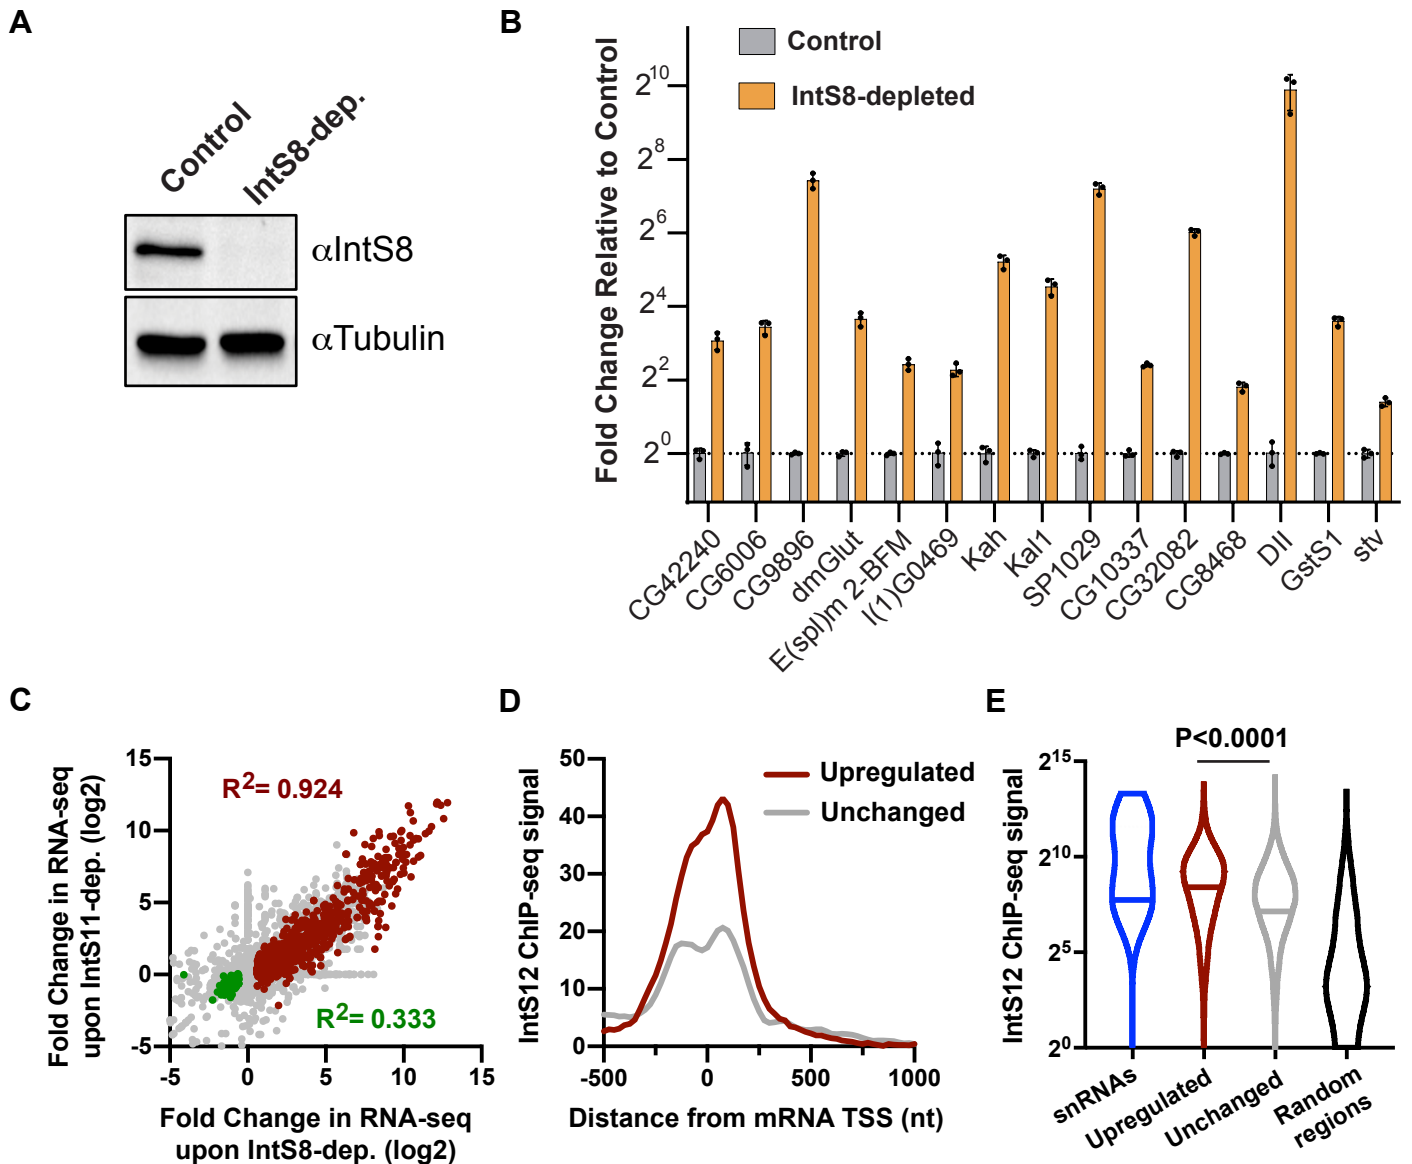 A
Control
IntS8-dep.
αIntS8
αTubulin
B
Fold Change Relative to Control
Control
IntS8-depleted
2^10
2^8
2^6
2^4
2^2
2^0
CG42240
CG6006
CG9896
dmGlut
E(spl)m 2-BFM
l(1)G0469
Kah
Kal1
SP1029
CG10337
CG32082
CG8468
Dll
GstS1
stv
C
Fold Change in RNA-seq
upon IntS11-dep. (log2)
15
10
5
0
-5
R^2= 0.924
R^2= 0.333
-5
0
5
10
15
Fold Change in RNA-seq
upon IntS8-dep. (log2)
D
IntS12 ChIP-seq signal
50
40
30
20
10
0
Upregulated
Unchanged
-500
0
500
1000
Distance from mRNA TSS (nt)
E
IntS12 ChIP-seq signal
P<0.0001
2^15
2^10
2^5
2^0
snRNAs
Upregulated
Unchanged
Random
regions